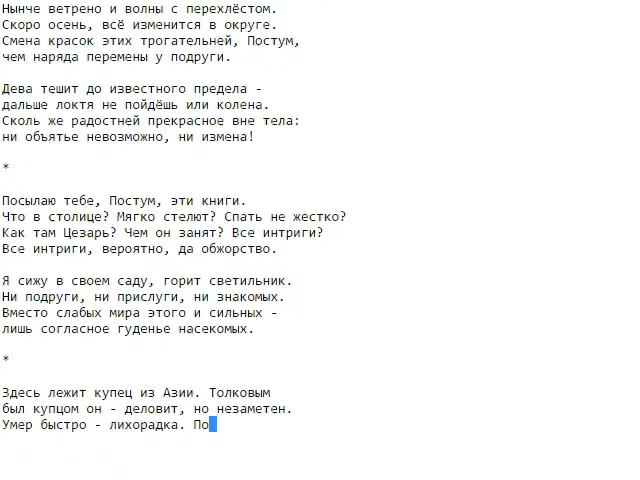 Нынче ветрено и волны с перехлёстом.
Скоро осень, всё изменится в округе.
Смена красок этих трогательней, Постум,
чем наряда перемены у подруги.

Дева тешит до известного предела -
дальше локтя не пойдёшь или колена.
Сколь же радостней прекрасное вне тела:
ни объятье невозможно, ни измена!

*

Посылаю тебе, Постум, эти книги.
Что в столице? Мягко стелют? Спать не жестко?
Как там Цезарь? Чем он занят? Все интриги?
Все интриги, вероятно, да обжорство.

Я сижу в своем саду, горит светильник.
Ни подруги, ни прислуги, ни знакомых.
Вместо слабых мира этого и сильных -
лишь согласное гуденье насекомых.

*

Здесь лежит купец из Азии. Толковым
был купцом он - деловит, но незаметен.
Умер быстро - лихорадка. По